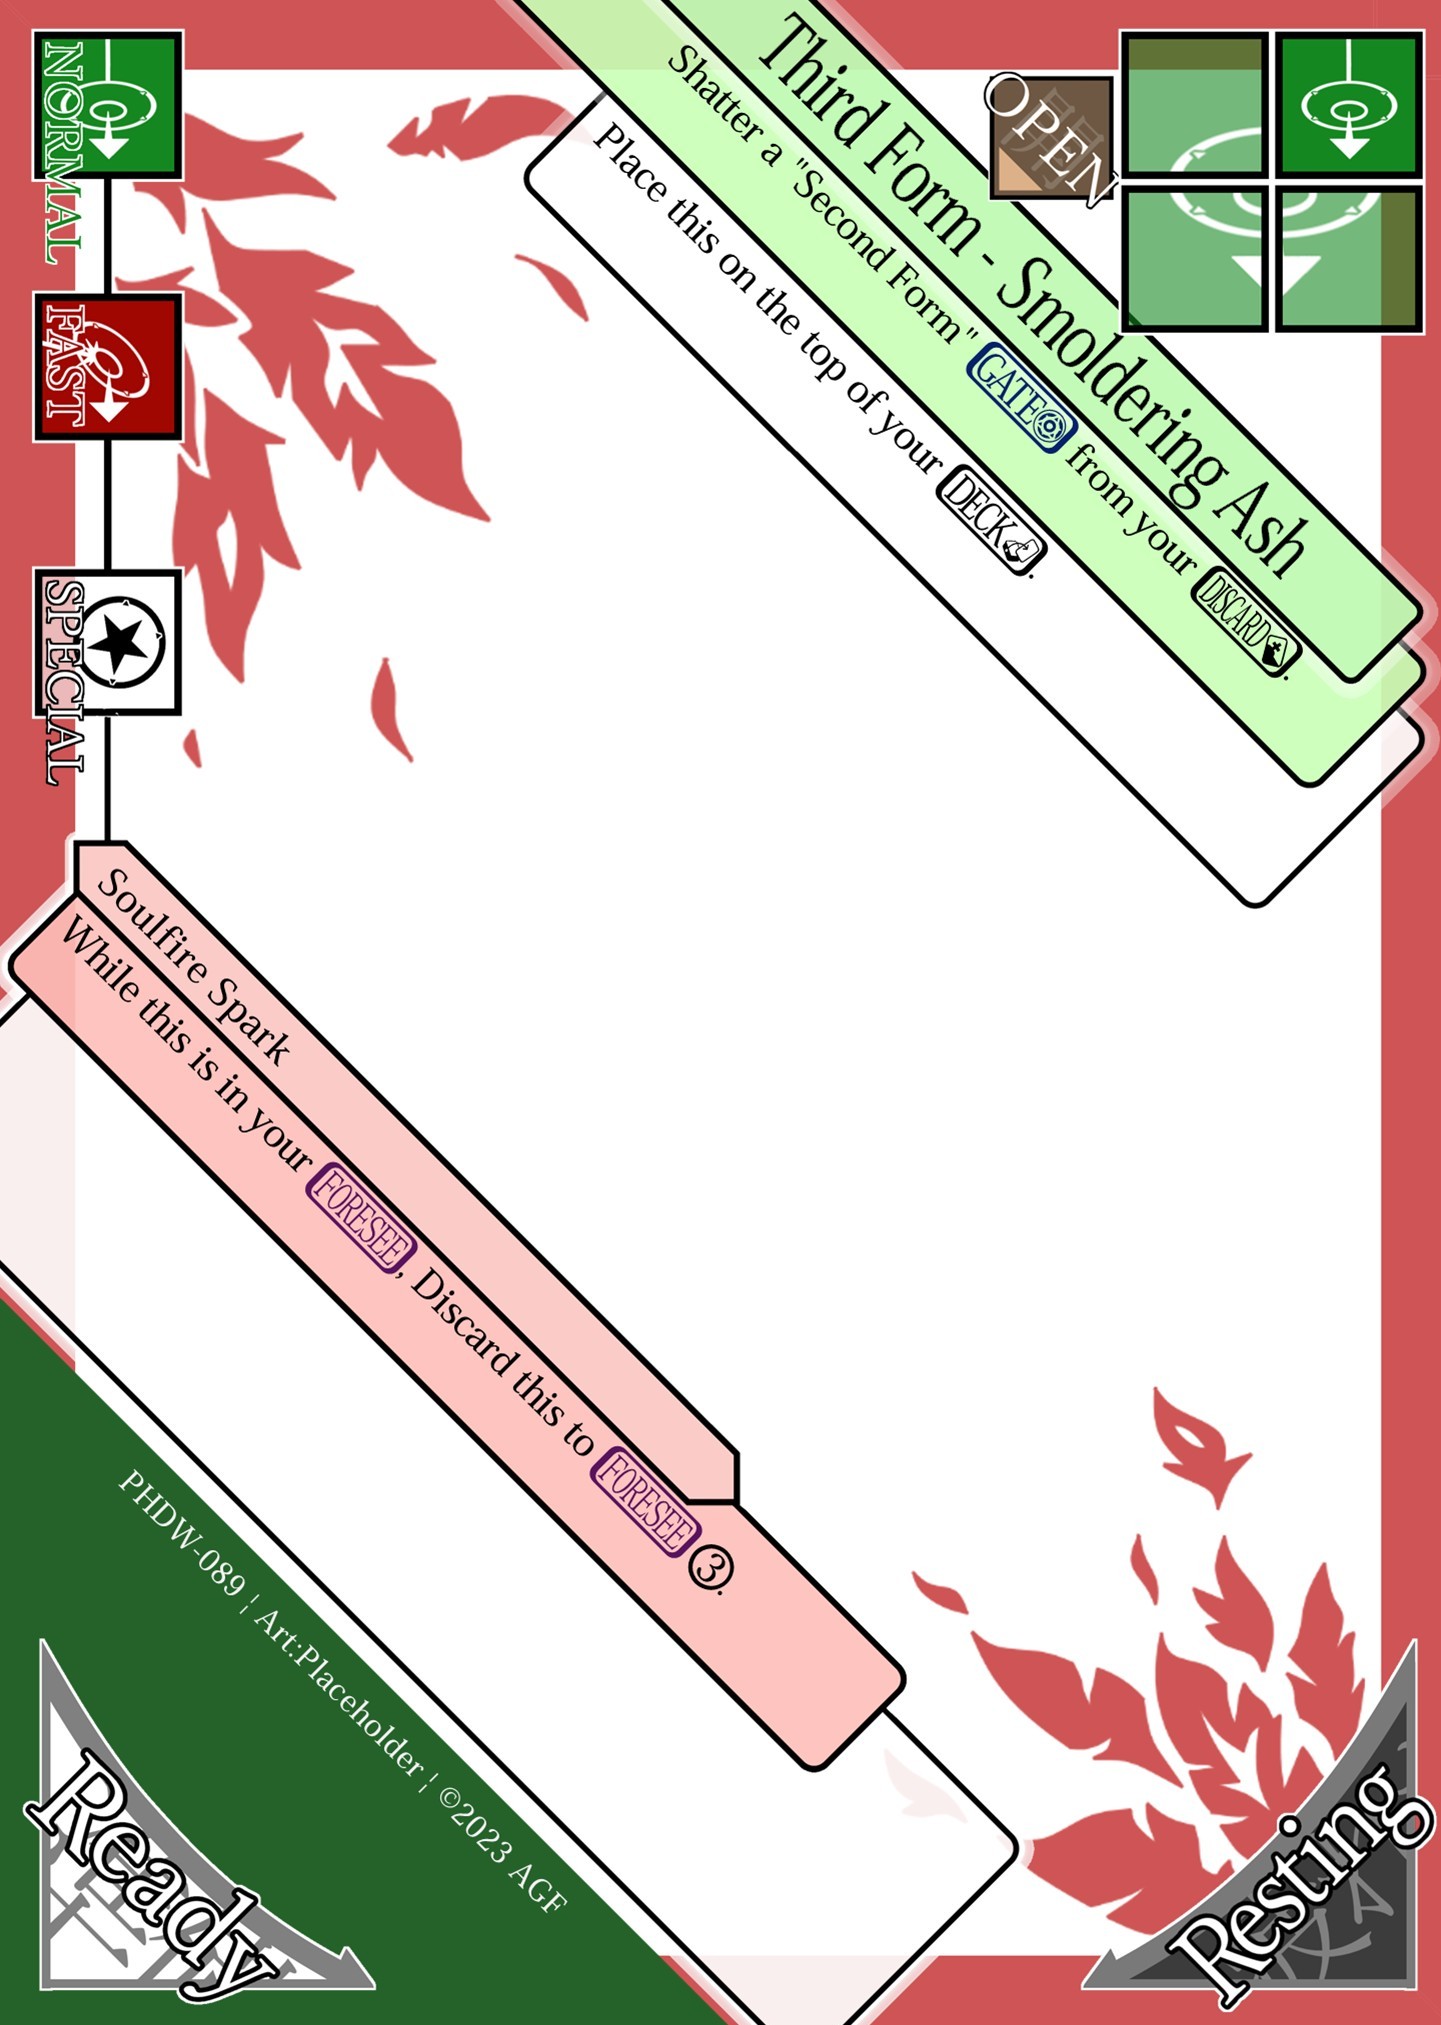 NORMAL
FAST
SPECIAL
OPEN
Third Form - Smoldering Ash
Shatter a "Second Form" GATE from your DISCARD.
Place this on the top of your DECK.
Soulfire Spark
While this is in your FORESEE, Discard this to FORESEE ③.
PHDW-089 ¦ Art:Placeholder ¦ ©2023 AGF
Ready
Resting